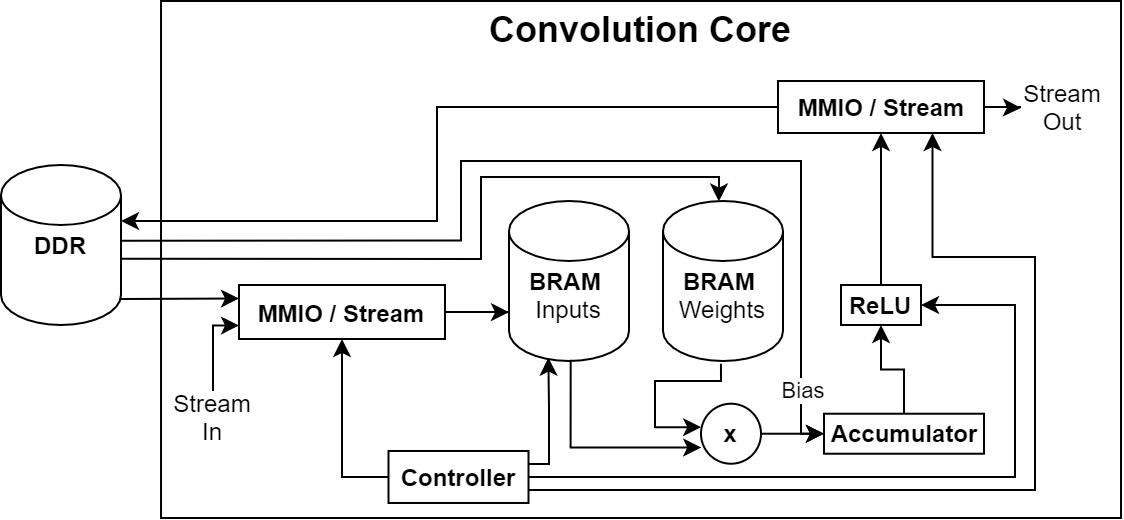 Convolution Core
MMIO / Stream
Stream
Out
DDR
BRAM
Inputs
BRAM
Weights
MMIO / Stream
ReLU
Stream
In
Bias
x
Accumulator
Controller